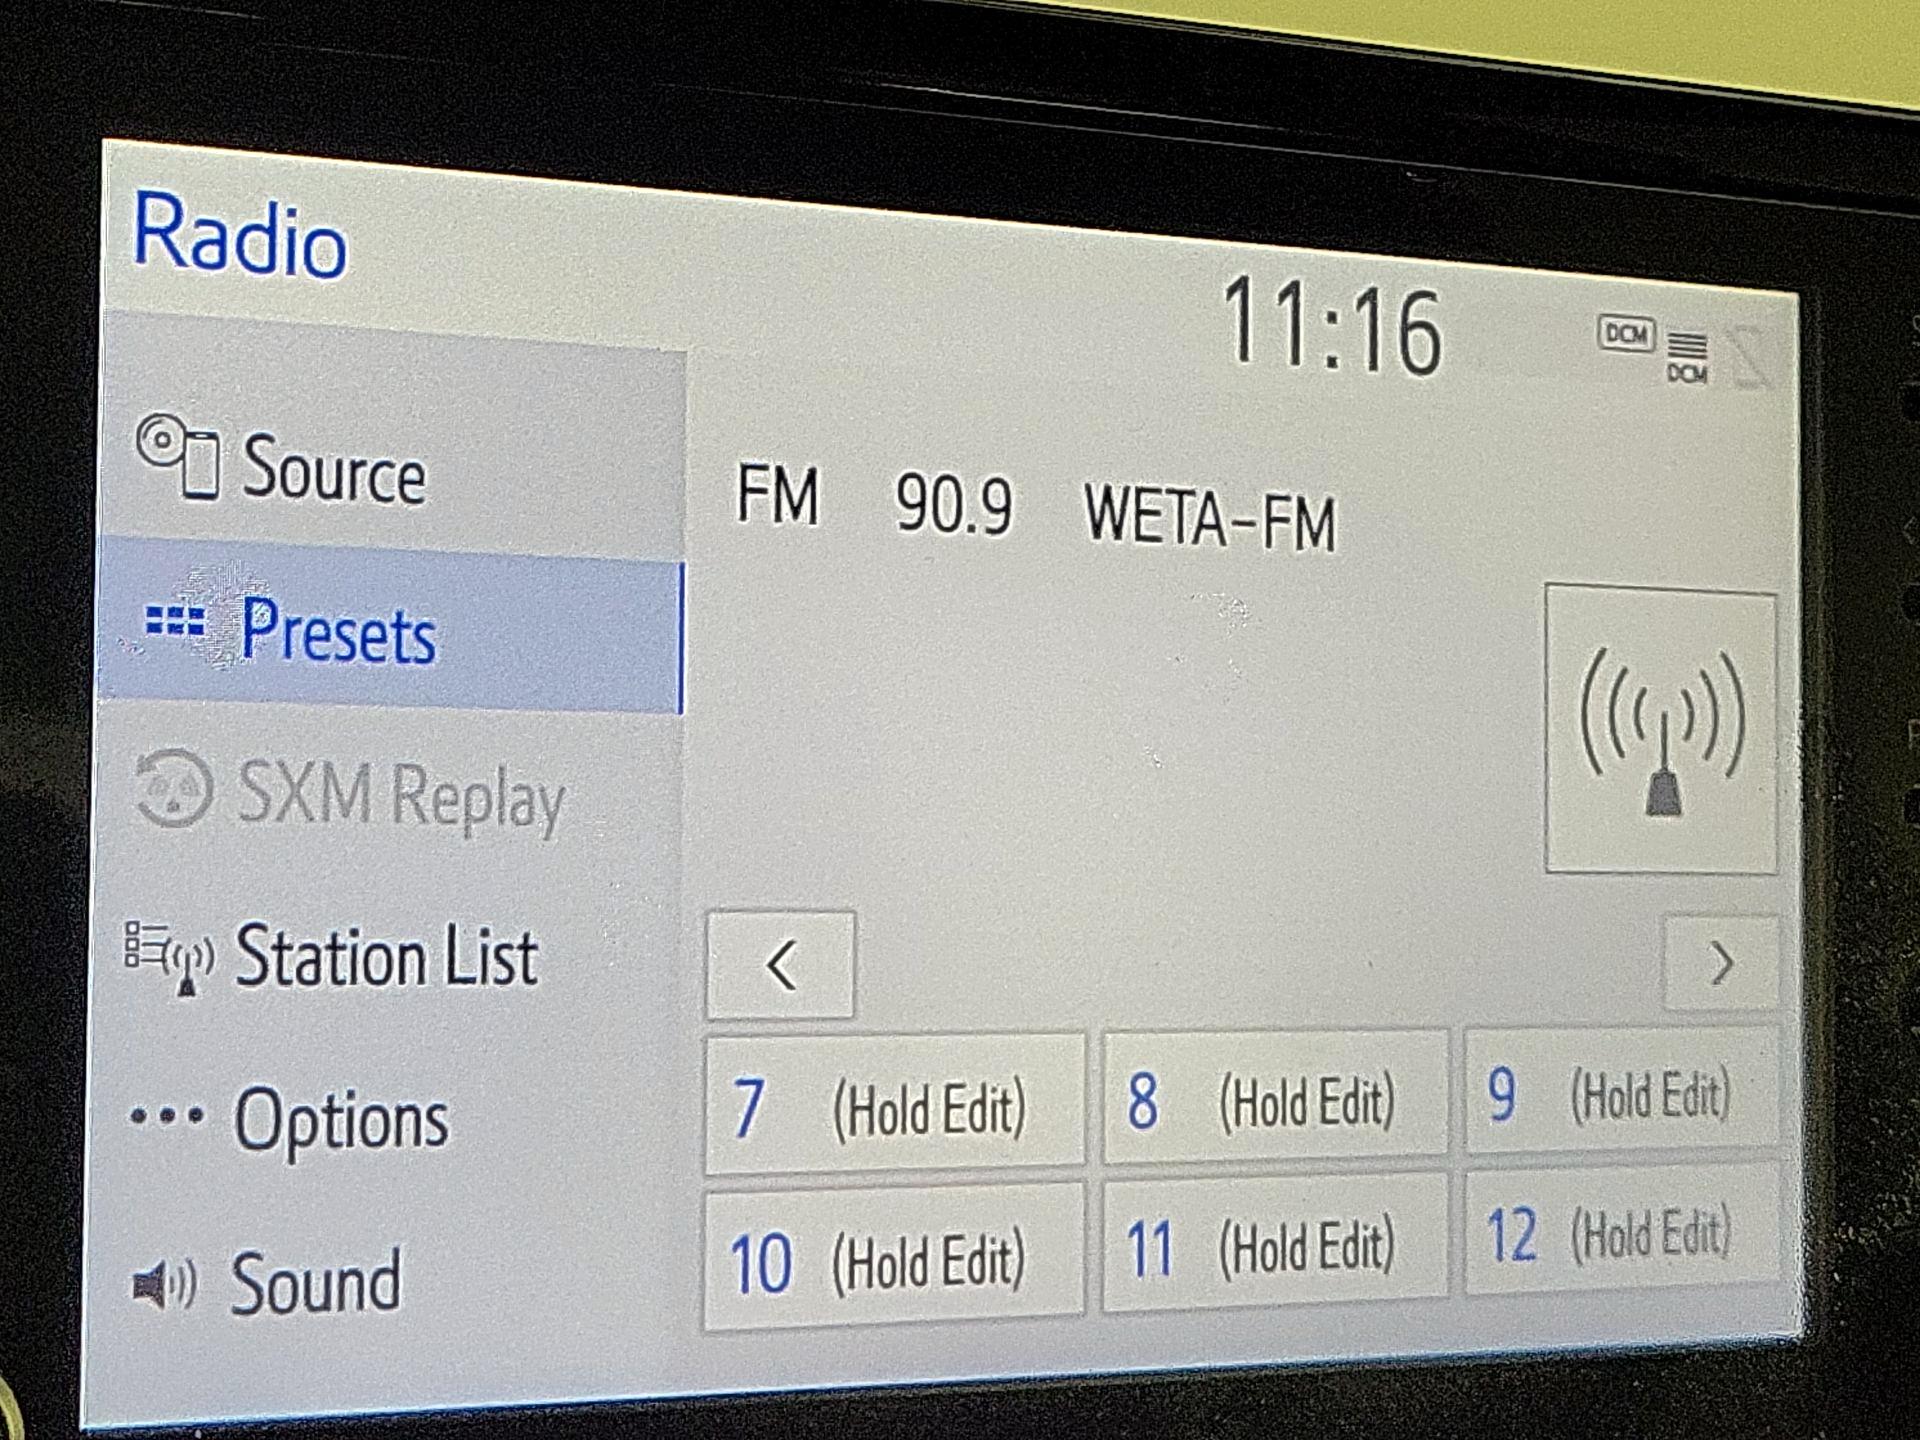 Radio
11:16
DCM
DCM
Source
FM 90.9 WETA-FM
Presets
SXM Replay
Station List
<
>
Options
7 (Hold Edit)
8 (Hold Edit)
9 (Hold Edit)
Sound
10 (Hold Edit)
11 (Hold Edit)
12 (Hold Edit)